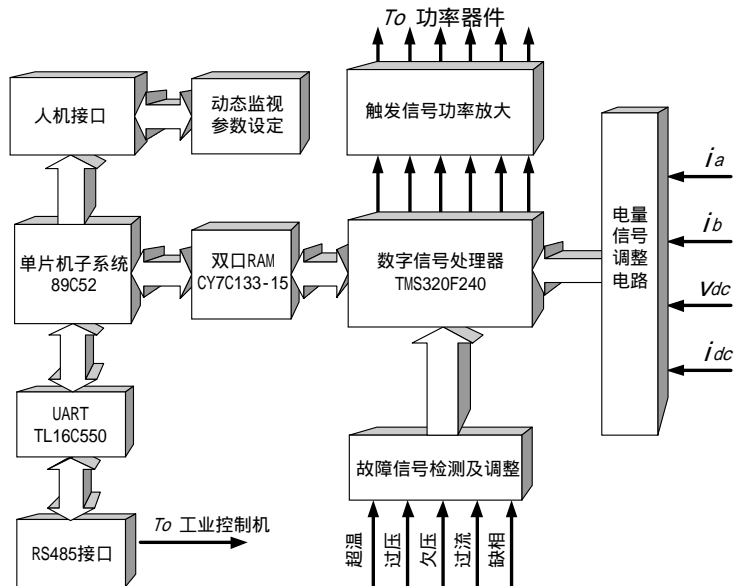 To 功率器件
人机接口
动态监视
参数设定
触发信号功率放大
电量
信号
调整
电路
ia
ib
vdc
idc
单片机子系统
89C52
双口RAM
CY7C133-15
数字信号处理器
TMS320F240
UART
TL16C550
故障信号检测及调整
RS485接口
To 工业控制机
超温
过压
欠压
过流
缺相